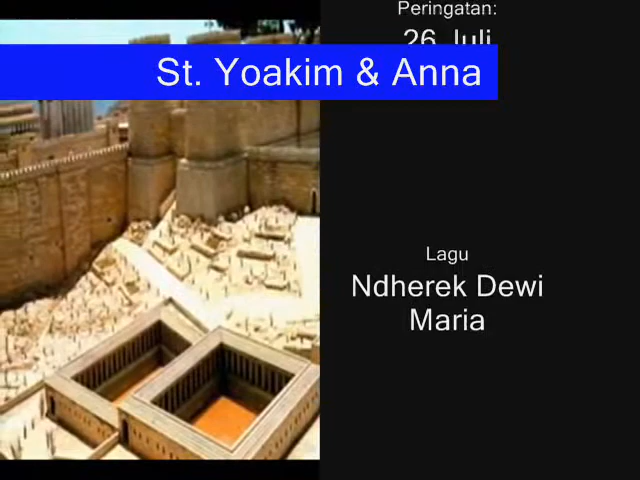 Peringatan:
26 Juli
St. Yoakim & Anna
Lagu
Ndherek Dewi
Maria